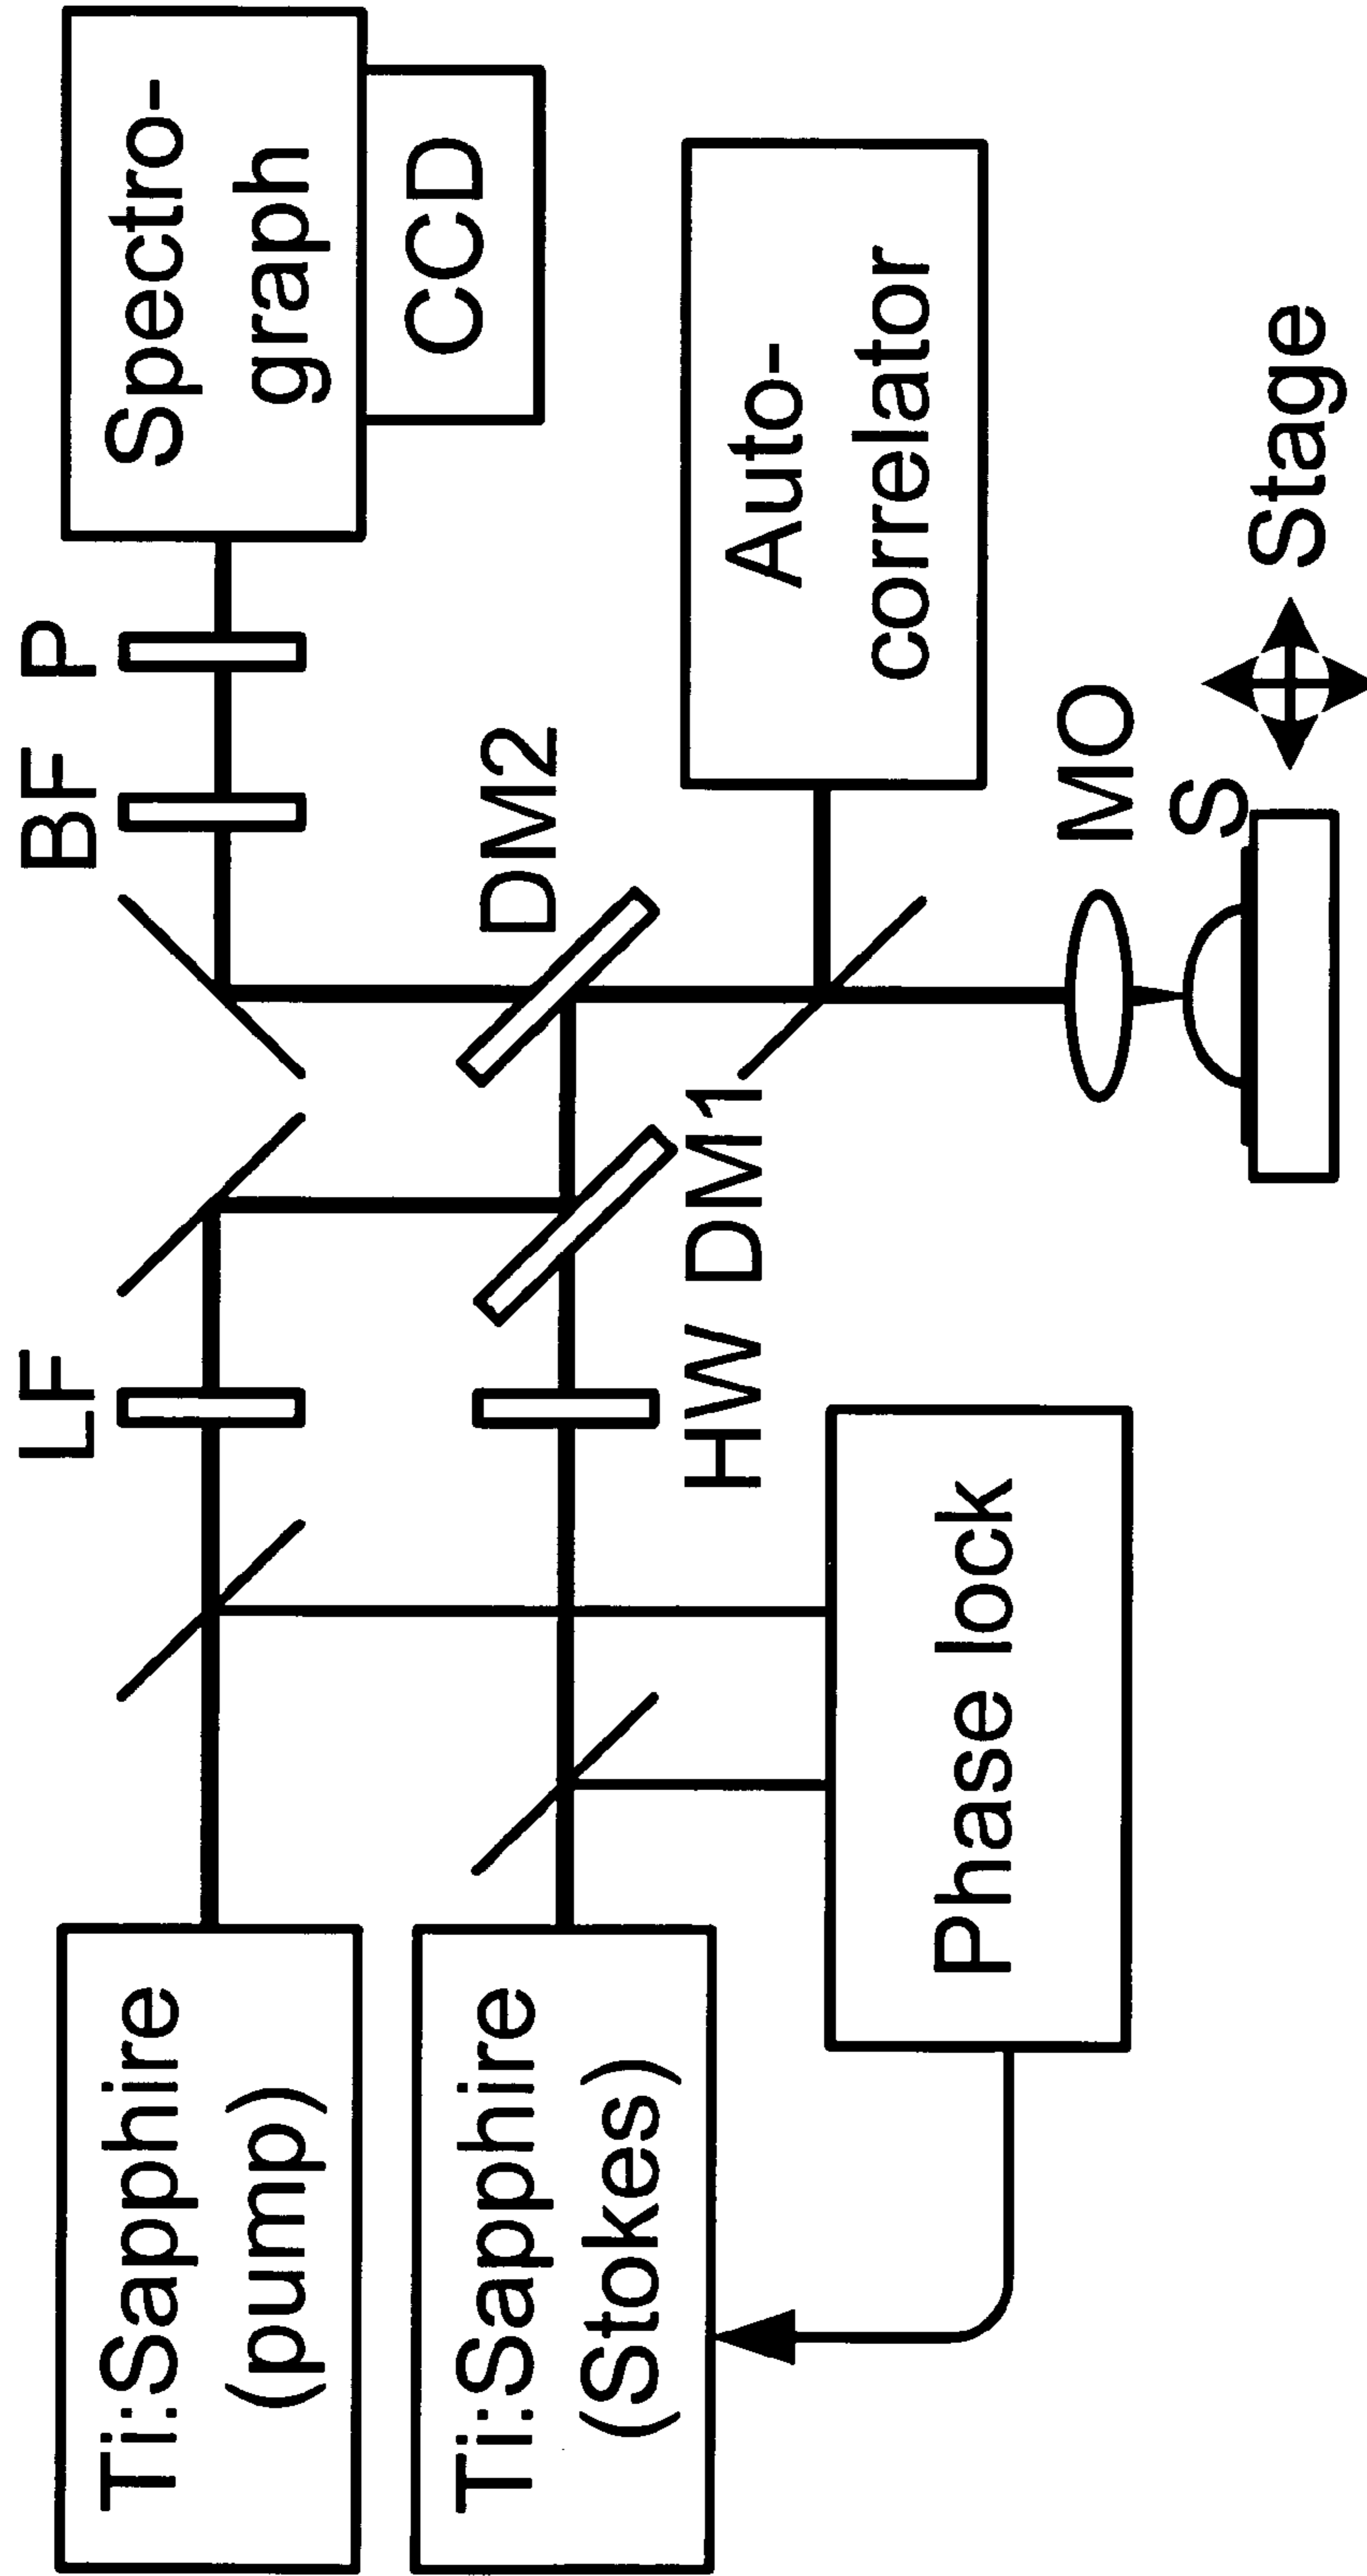 Ti:Sapphire
(pump)
LF
BF P
Spectro-
graph
CCD
Ti:Sapphire
(Stokes)
HW DM1
DM2
Auto-
correlator
Phase lock
MO
S
Stage